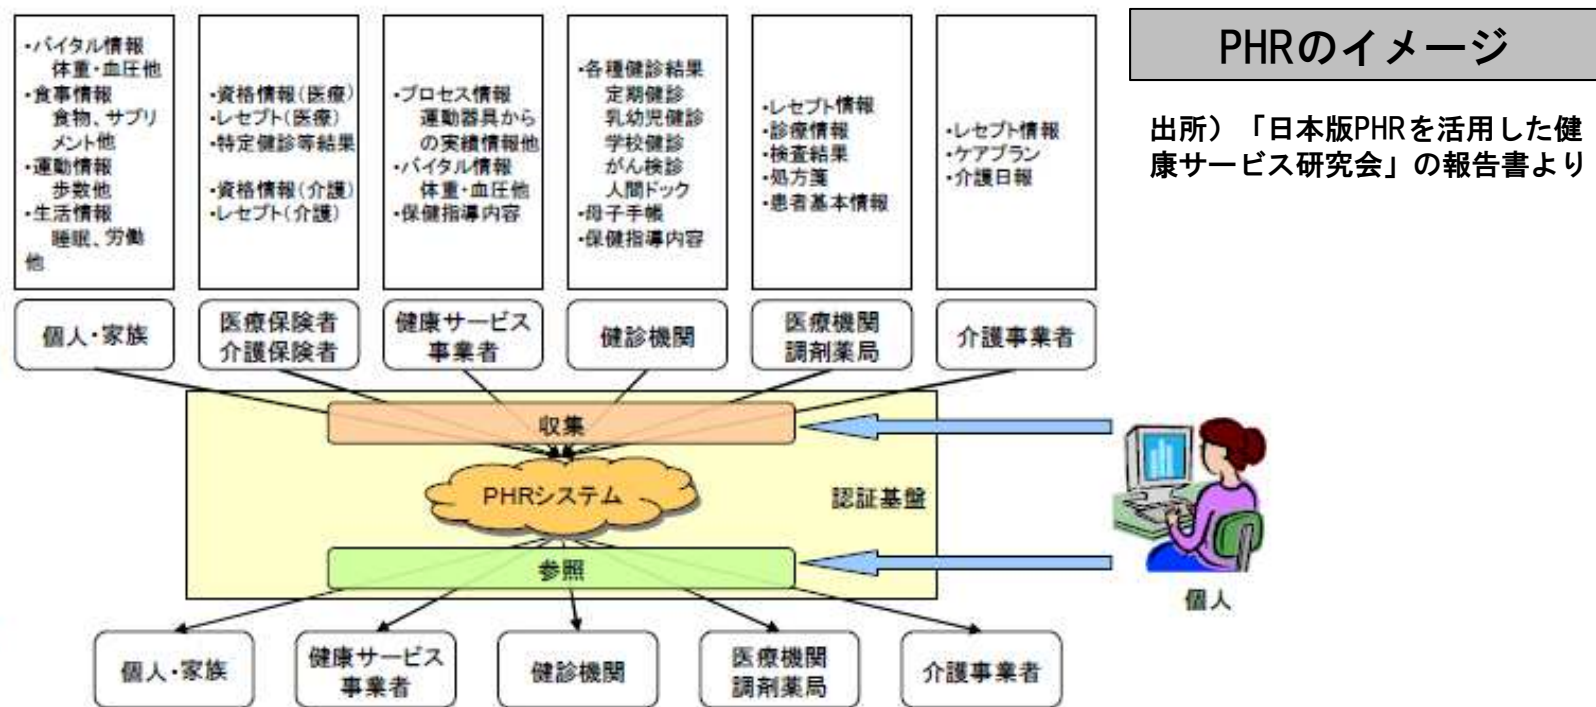 PHRのイメージ
出所）「日本版PHRを活用した健
康サービス研究会」の報告書より
・バイタル情報
体重・血圧他
・食事情報
食物、サプリ
メント他
・運動情報
歩数他
・生活情報
睡眠、労働
他
・資格情報（医療）
・レセプト（医療）
・特定健診等結果
・資格情報（介護）
・レセプト（介護）
・プロセス情報
運動器具から
の実績情報他
・バイタル情報
体重・血圧他
・保健指導内容
・各種健診結果
定期健診
乳幼児健診
学校健診
がん検診
人間ドック
・母子手帳
・保健指導内容
・レセプト情報
・診療情報
・検査結果
・処方箋
・患者基本情報
・レセプト情報
・ケアプラン
・介護日報
個人・家族
医療保険者
介護保険者
健康サービス
事業者
健診機関
医療機関
調剤薬局
介護事業者
収集
PHRシステム
認証基盤
参照
個人
個人・家族
健康サービス
事業者
健診機関
医療機関
調剤薬局
介護事業者